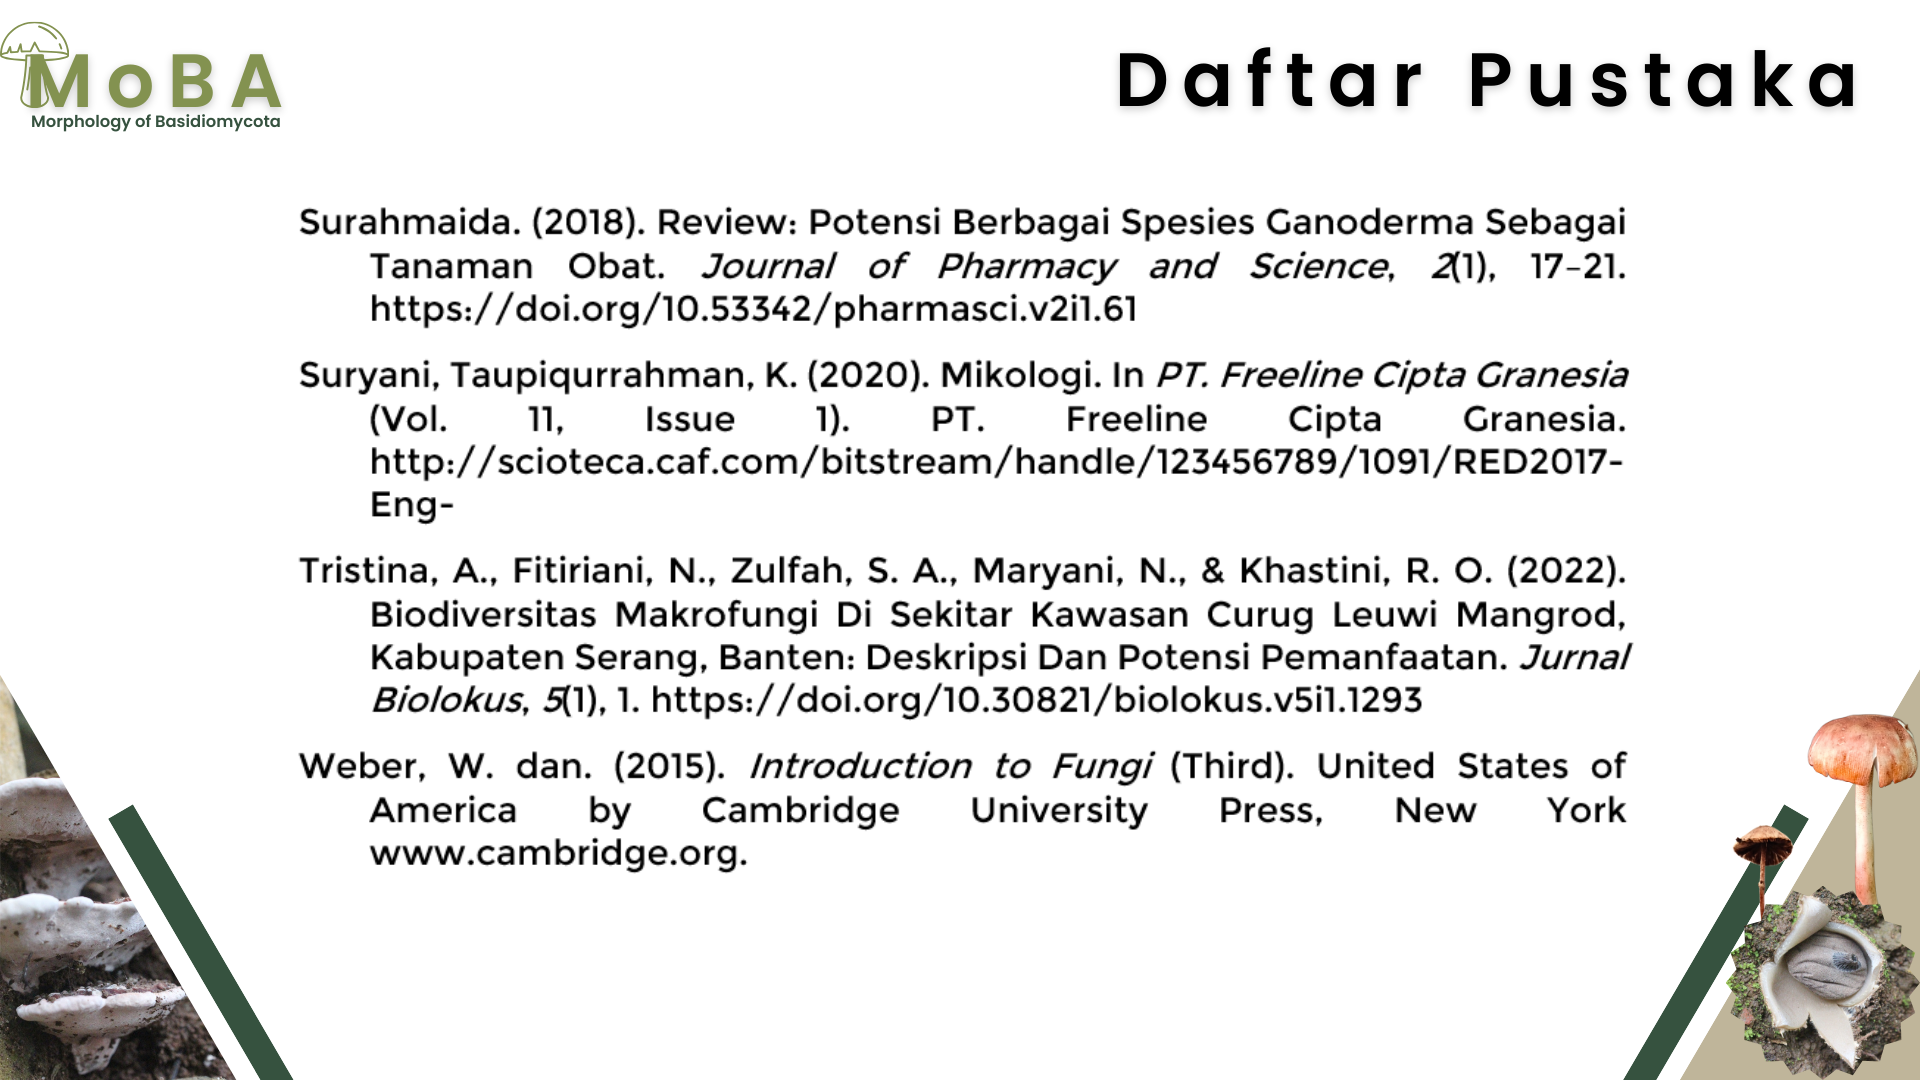 MoBA
Morphology of Basidiomycota
Daftar Pustaka
Surahmaida. (2018). Review: Potensi Berbagai Spesies Ganoderma Sebagai
Tanaman Obat. Journal of Pharmacy and Science, 2(1), 17–21.
https://doi.org/10.53342/pharmasci.v2i1.61
Suryani, Taupiqurrahman, K. (2020). Mikologi. In PT. Freeline Cipta Granesia
(Vol. 11, Issue 1). PT. Freeline Cipta Granesia.
http://scioteca.caf.com/bitstream/handle/123456789/1091/RED2017-
Eng-
Tristina, A., Fitiriani, N., Zulfah, S. A., Maryani, N., & Khastini, R. O. (2022).
Biodiversitas Makrofungi Di Sekitar Kawasan Curug Leuwi Mangrod,
Kabupaten Serang, Banten: Deskripsi Dan Potensi Pemanfaatan. Jurnal
Biolokus, 5(1), 1. https://doi.org/10.30821/biolokus.v5i1.1293
Weber, W. dan. (2015). Introduction to Fungi (Third). United States of
America by Cambridge University Press, New York
www.cambridge.org.